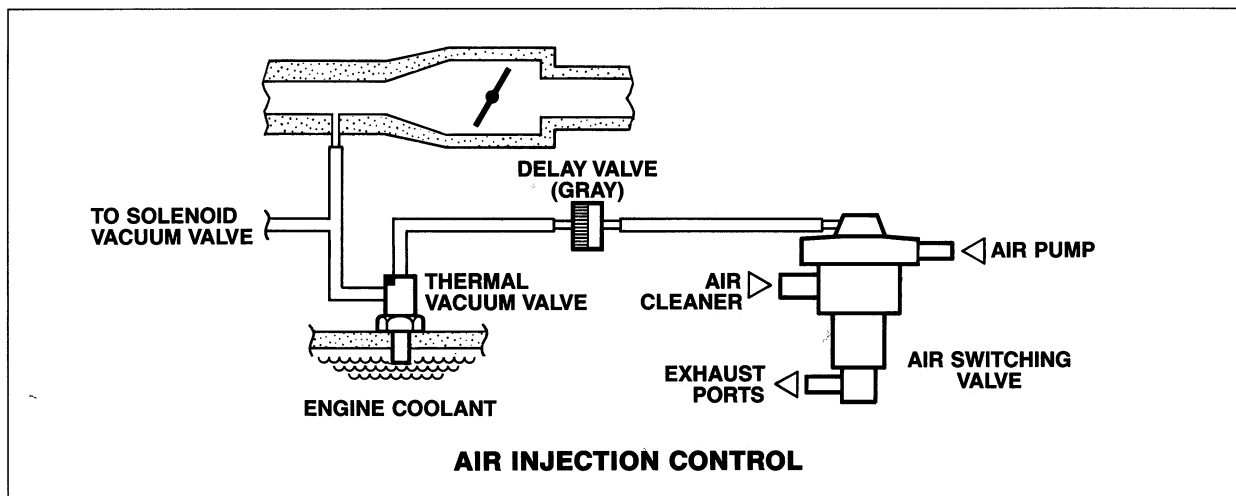 DELAY VALVE
(GRAY)
TO SOLENOID
VACUUM VALVE
AIR PUMP
THERMAL
VACUUM VALVE
AIR
CLEANER
AIR SWITCHING
VALVE
EXHAUST
PORTS
ENGINE COOLANT
AIR INJECTION CONTROL